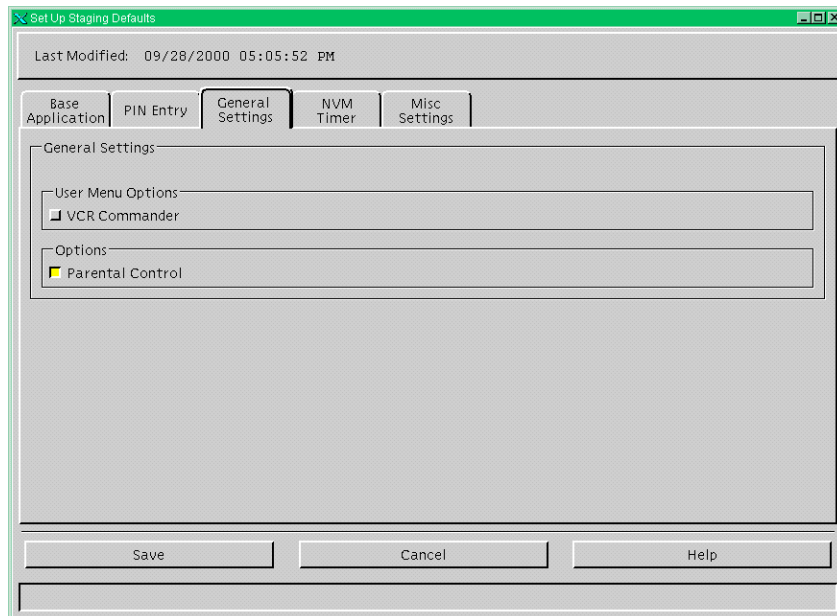 Set Up Staging Defaults
Last Modified: 09/28/2000 05:05:52 PM
Base Application
PIN Entry
General Settings
NVM Timer
Misc Settings
General Settings
User Menu Options
VCR Commander
Options
Parental Control
Save
Cancel
Help